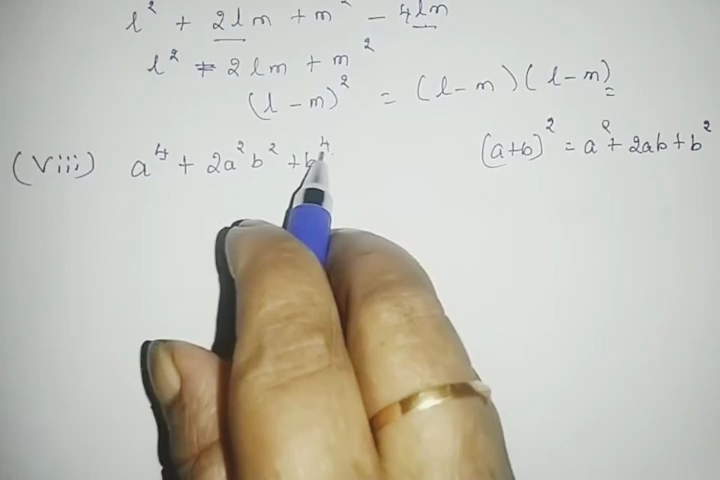 l² + 2lm + m² - 4lm
l² - 2lm + m²
(l - m)² = (l - m) (l - m)
(viii) a⁴ + 2a²b² + b⁴
(a+b)² = a² + 2ab + b²